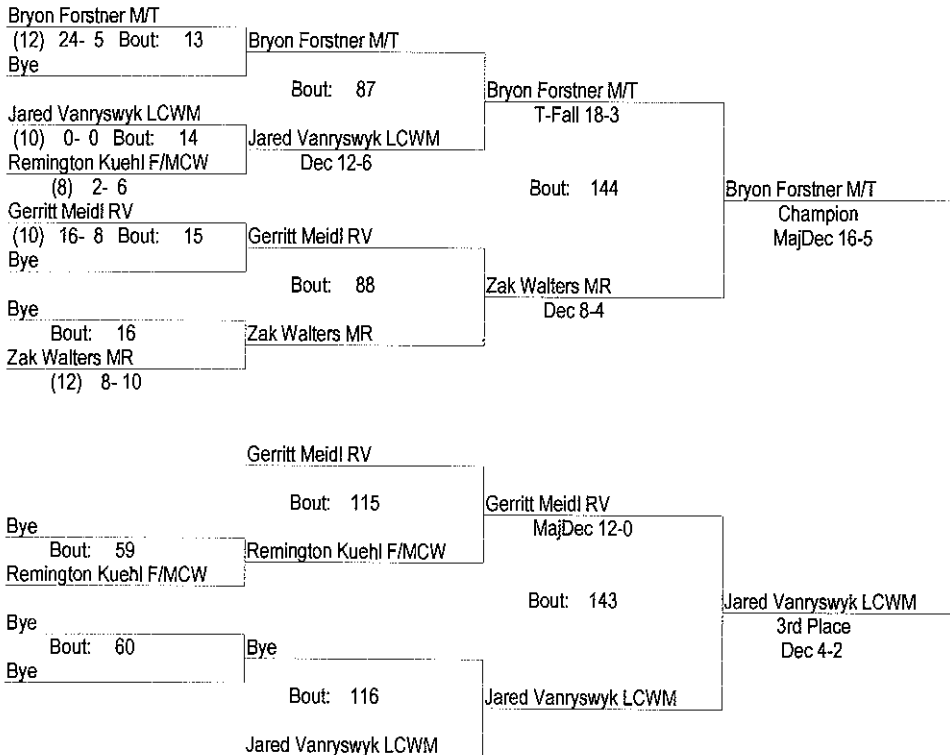 Bryon Forstner M/T
(12) 24- 5 Bout: 13
Bye
Bryon Forstner M/T
Bout: 87
Jared Vanryswyk LCWM
(10) 0- 0 Bout: 14
Remington Kuehl F/MCW
(8) 2- 6
Jared Vanryswyk LCWM
Dec 12-6
Bryon Forstner M/T
T-Fall 18-3
Bout: 144
Gerritt Meidl RV
(10) 16- 8 Bout: 15
Bye
Gerritt Meidl RV
Bout: 88
Bye
Bout: 16
Zak Walters MR
(12) 8- 10
Zak Walters MR
Zak Walters MR
Dec 8-4
Bryon Forstner M/T
Champion
MajDec 16-5
Gerritt Meidl RV
Bout: 115
Bye
Bout: 59
Remington Kuehl F/MCW
Remington Kuehl F/MCW
Gerritt Meidl RV
MajDec 12-0
Bout: 143
Bye
Bout: 60
Bye
Bye
Bout: 116
Jared Vanryswyk LCWM
Jared Vanryswyk LCWM
Jared Vanryswyk LCWM
3rd Place
Dec 4-2